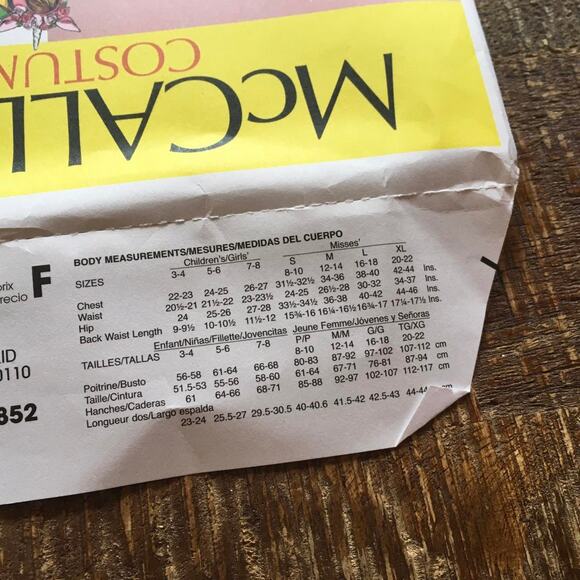 COSTUM
McCALL
BODY MEASUREMENTS/MESURES/MEDIDAS DEL CUERPO
Children's/Girls' Misses'
S M L XL
SIZES 3-4 5-6 7-8 8-10 12-14 16-18 20-22
Chest 22-23 24-25 26-27 31½-32½ 34-36 38-40 42-44 Ins.
Waist 20½-21 21½-22 23-23½ 24-25 26½-28 30-32 34-37 Ins.
Hip 24 25-26 27-28 33½-34½ 36-38 40-42 44-46 Ins.
Back Waist Length 9-9½ 10-10½ 11½-12 15¾-16 16¼-16½ 16¾-17 17¼-17½ Ins.
Enfant/Niñas/Fillette/Jovencitas Jeune Femme/Jóvenes y Señoras
P/P M/M G/G TG/XG
TAILLES/TALLAS 3-4 5-6 7-8 8-10 12-14 16-18 20-22
Poitrine/Busto 56-58 61-64 66-68 80-83 87-92 97-102 107-112 cm
Taille/Cintura 51.5-53 55-56 58-60 61-64 67-71 76-81 87-94 cm
Hanches/Caderas 61 64-66 68-71 85-88 92-97 102-107 112-117 cm
Longueur dos/Largo espalda 23-24 25.5-27 29.5-30.5 40-40.6 41.5-42 42.5-43 44-44 cm
prix
recio
F
LID
0110
352